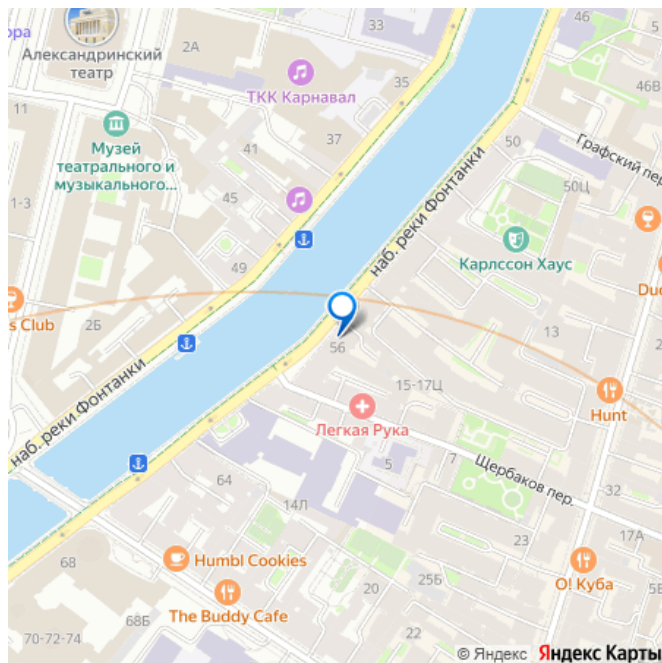 ора
Александринский
театр
2А
5
46В
35
ТКК Карнавал
11
37
50
Графский пер.
Музей
театрального и
музыкального...
41
50Ц
1-3
45
наб. реки Фонтанки
Карлссон Хаус
49
Duo
s Club
2Б
13
56
наб. реки Фонтанки
15-17Ц
Hunt
Легкая Рука
5
7
Щербаков пер.
64
32
14Л
17А
23
68
Humbl Cookies
О! Куба
25Б
20
The Buddy Cafe
68Б
22
70-72-74
© Яндекс Яндекс Карты